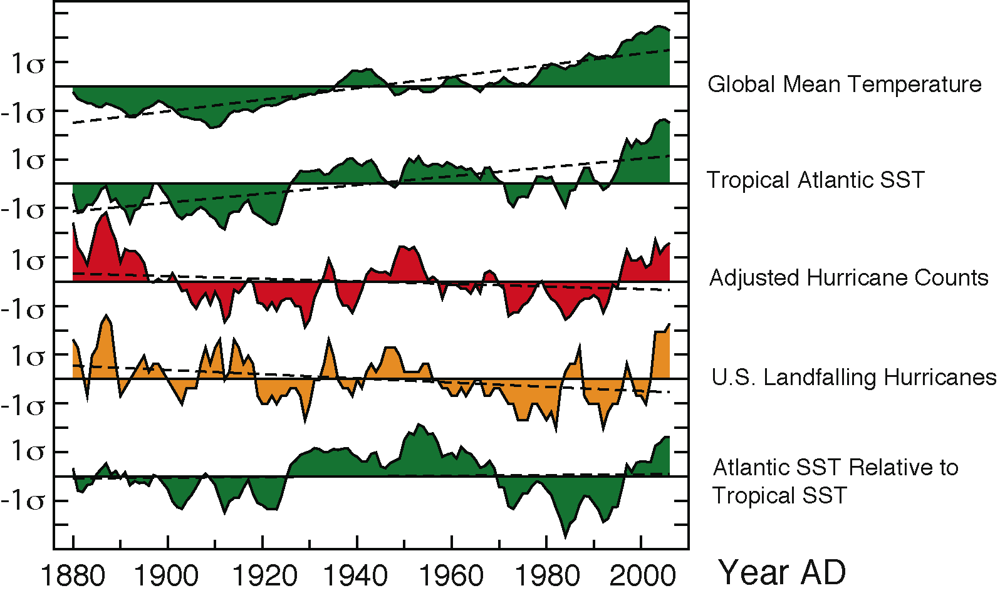 1σ
-1σ
Global Mean Temperature
1σ
-1σ
Tropical Atlantic SST
1σ
-1σ
Adjusted Hurricane Counts
1σ
-1σ
U.S. Landfalling Hurricanes
1σ
-1σ
Atlantic SST Relative to
Tropical SST
1880 1900 1920 1940 1960 1980 2000 Year AD